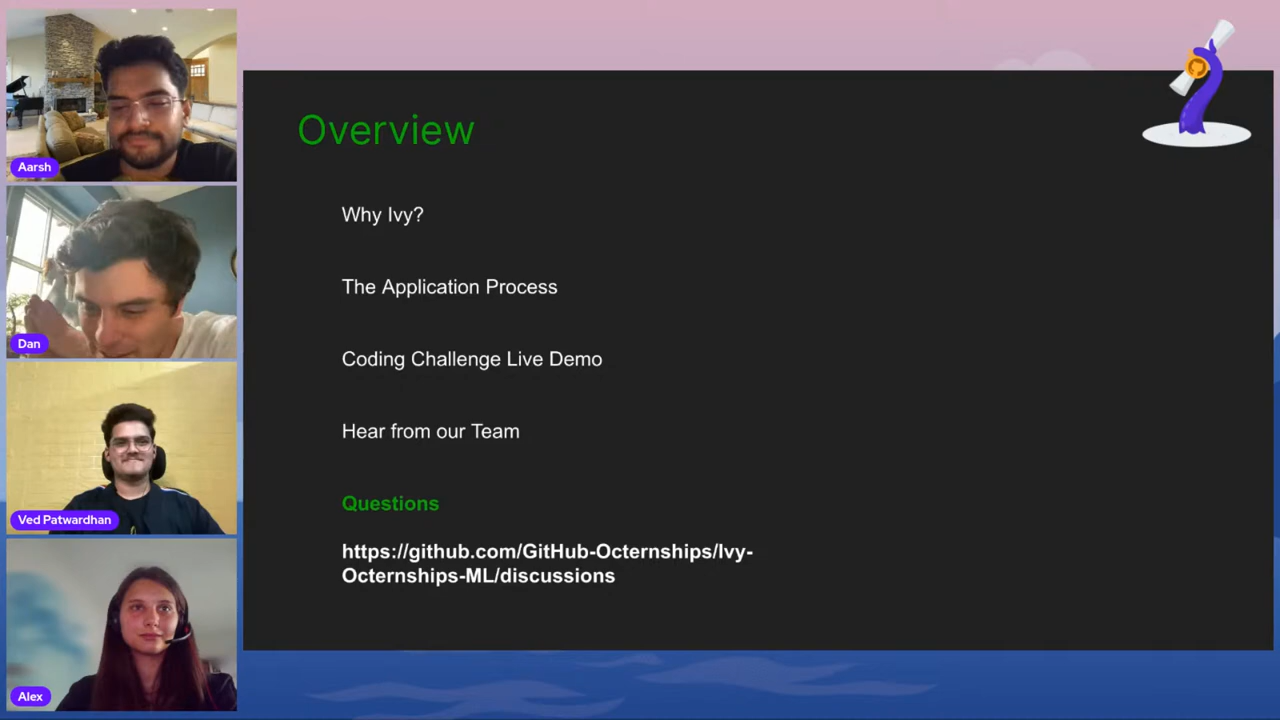 Aarsh
Dan
Ved Patwardhan
Alex
Overview
Why Ivy?
The Application Process
Coding Challenge Live Demo
Hear from our Team
Questions
https://github.com/GitHub-Octernships/Ivy-
Octernships-ML/discussions